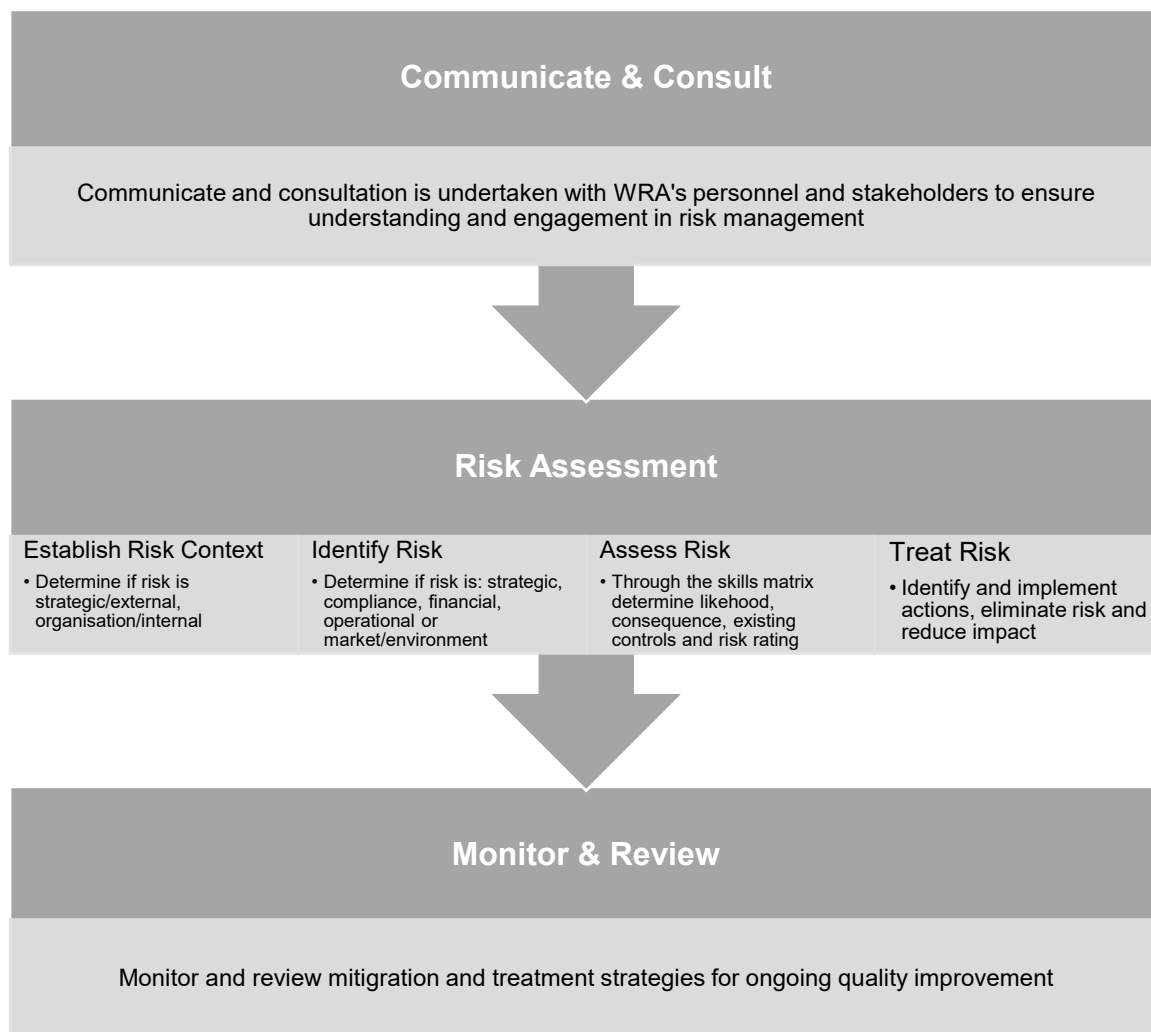 Communicate & Consult
Communicate and consultation is undertaken with WRA's personnel and stakeholders to ensure
understanding and engagement in risk management
Risk Assessment
Establish Risk Context
• Determine if risk is
strategic/external,
organisation/internal
Identify Risk
• Determine if risk is: strategic,
compliance, financial,
operational or
market/environment
Assess Risk
• Through the skills matrix
determine likehood,
consequence, existing
controls and risk rating
Treat Risk
• Identify and implement
actions, eliminate risk and
reduce impact
Monitor & Review
Monitor and review mitigration and treatment strategies for ongoing quality improvement